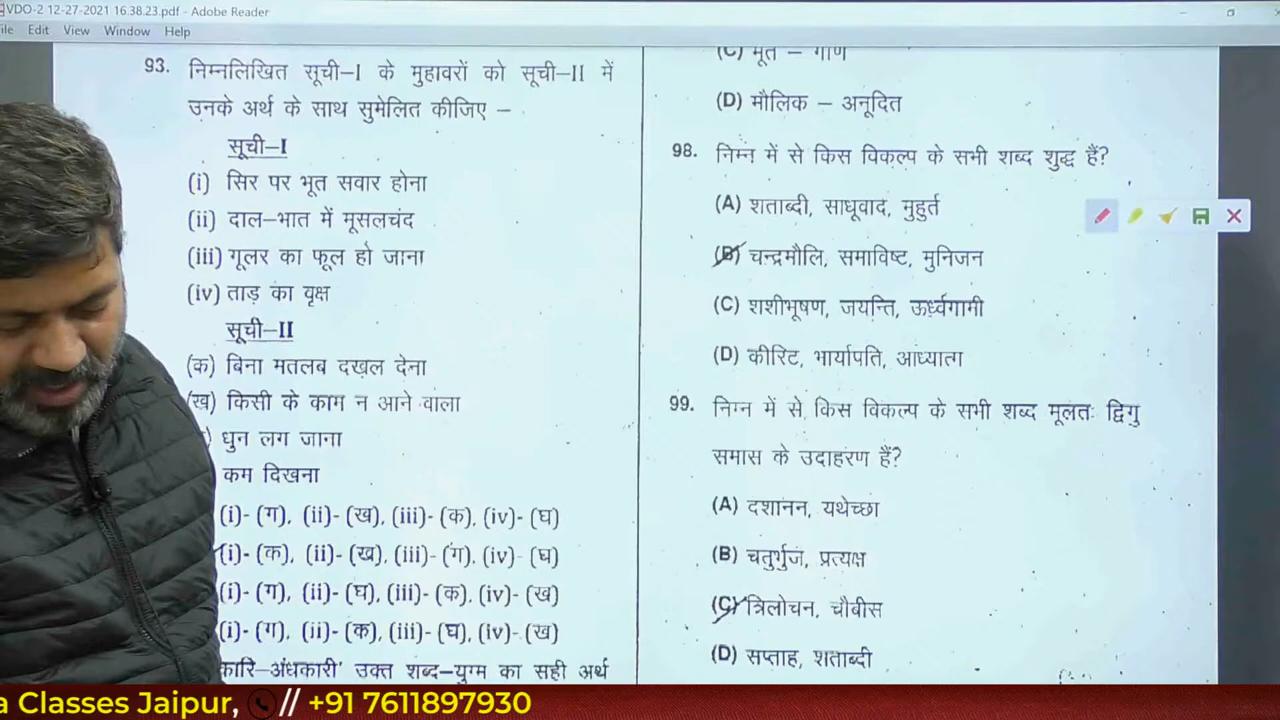 VDO-2 12-27-2021 16.38.23.pdf - Adobe Reader
ile Edit View Window Help
93. निम्नलिखित सूची–I के मुहावरों को सूची–II में
उनके अर्थ के साथ सुमेलित कीजिए –
सूची–I
(i) सिर पर भूत सवार होना
(ii) दाल–भात में मूसलचंद
(iii) गूलर का फूल हो जाना
(iv) ताड़ का वृक्ष
सूची–II
(क) बिना मतलब दखल देना
(ख) किसी के काम न आने वाला
) धुन लग जाना
कम दिखना
(i)- (ग), (ii)- (ख), (iii)- (क), (iv)- (घ)
(i)- (क), (ii)- (ख), (iii)- (ग), (iv)- (घ)
(i)- (ग), (ii)- (घ), (iii)- (क), (iv)- (ख)
(i)- (ग), (ii)- (क), (iii)- (घ), (iv)- (ख)
कारि–अंधकारी' उक्त शब्द–युग्म का सही अर्थ
(C) मूत – गाण
(D) मौलिक – अनूदित
98. निम्न में से किस विकल्प के सभी शब्द शुद्ध हैं?
(A) शताब्दी, साधूवाद, मुहुर्त
(B) चन्द्रमौलि, समाविष्ट, मुनिजन
(C) शशीभूषण, जयन्ति, ऊर्ध्वगामी
(D) कीरिट, भार्यापति, आध्यात्म
99. निम्न में से किस विकल्प के सभी शब्द मूलतः द्विगु
समास के उदाहरण हैं?
(A) दशानन, यथेच्छा
(B) चतुर्भुज, प्रत्यक्ष
(C) त्रिलोचन, चौबीस
(D) सप्ताह, शताब्दी
a Classes Jaipur, // +91 7611897930